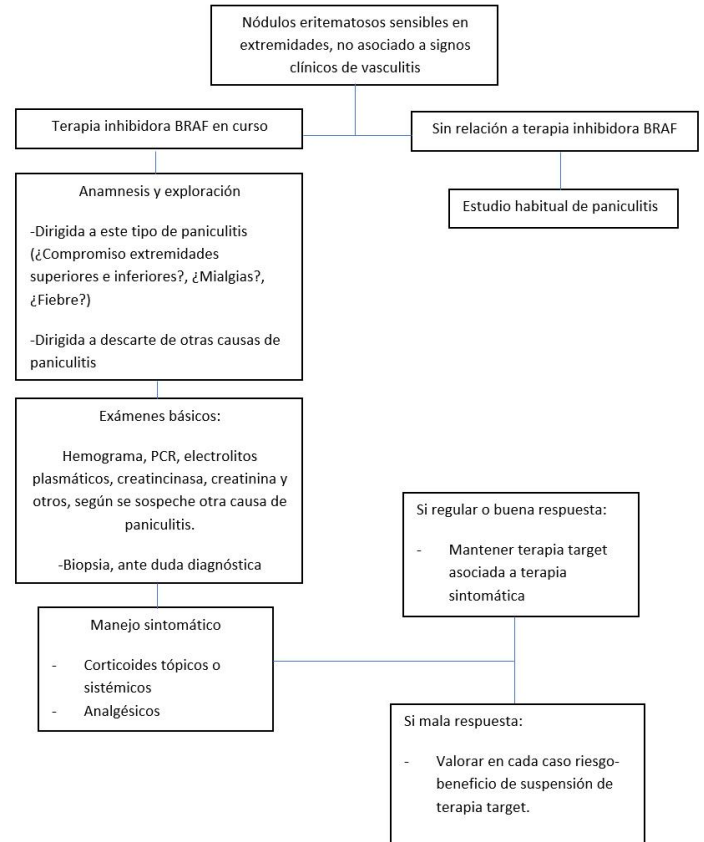 Nódulos eritematosos sensibles en
extremidades, no asociado a signos
clínicos de vasculitis
Terapia inhibidora BRAF en curso
Sin relación a terapia inhibidora BRAF
Anamnesis y exploración
-Dirigida a este tipo de paniculitis
(¿Compromiso extremidades
superiores e inferiores?, ¿Mialgias?,
¿Fiebre?)
-Dirigida a descarte de otras causas de
paniculitis
Estudio habitual de paniculitis
Exámenes básicos:
Hemograma, PCR, electrolitos
plasmáticos, creatincinasa, creatinina y
otros, según se sospeche otra causa de
paniculitis.
-Biopsia, ante duda diagnóstica
Manejo sintomático
- Corticoides tópicos o
sistémicos
- Analgésicos
Si regular o buena respuesta:
- Mantener terapia target
asociada a terapia
sintomática
Si mala respuesta:
- Valorar en cada caso riesgo-
beneficio de suspensión de
terapia target.